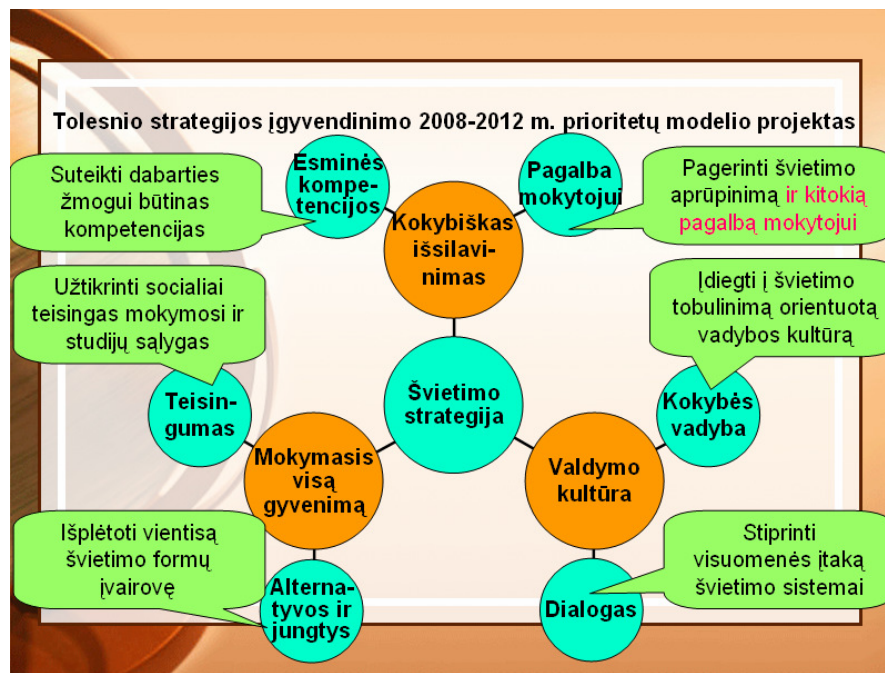 Tolesnio strategijos įgyvendinimo 2008-2012 m. prioritetų modelio projektas
Suteikti dabarties
žmogui būtinas
kompetencijas
Esminės
kompe-
tencijos
Pagalba
mokytojui
Pagerinti švietimo
aprūpinimą ir kitokią
pagalbą mokytojui
Kokybiškas
išsilavi-
nimas
Užtikrinti socialiai
teisingas mokymosi ir
studijų sąlygas
Įdiegti į švietimo
tobulinimą orientuotą
vadybos kultūrą
Teisin-
gumas
Švietimo
strategija
Kokybės
vadyba
Mokymasis
visą
gyvenimą
Valdymo
kultūra
Išplėtoti vientisą
švietimo formų
įvairovę
Alterna-
tyvos ir
jungtys
Dialogas
Stiprinti
visuomenės įtaką
švietimo sistemai